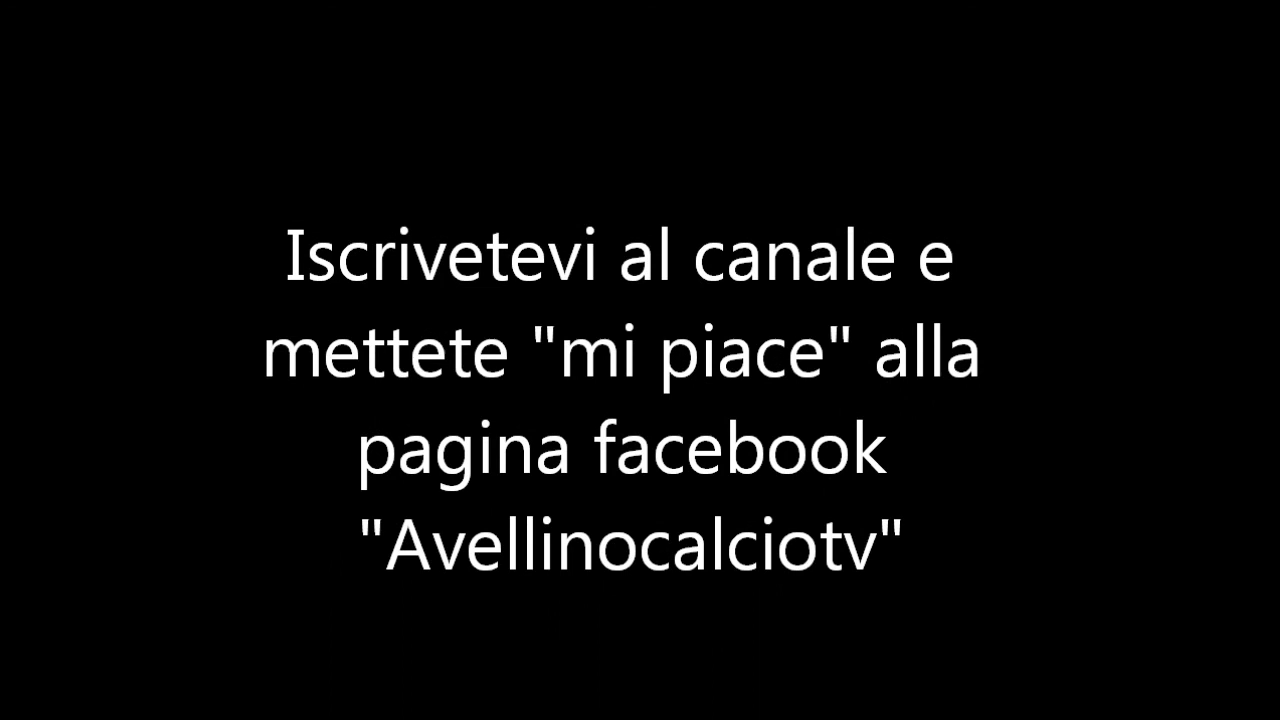 Iscrivetevi al canale e
mettete "mi piace" alla
pagina facebook
"Avellinocalciotv"